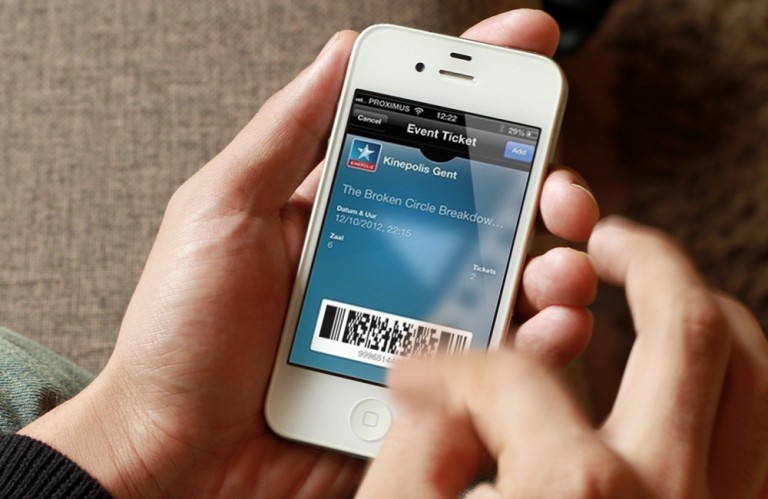 PROXIMUS 12:22 29%
Cancel Event Ticket Add
KINEPOLIS
Kinepolis Gent
The Broken Circle Breakdow...
Datum & Uur
12/10/2012, 22:15
Zaal
6
Tickets
2